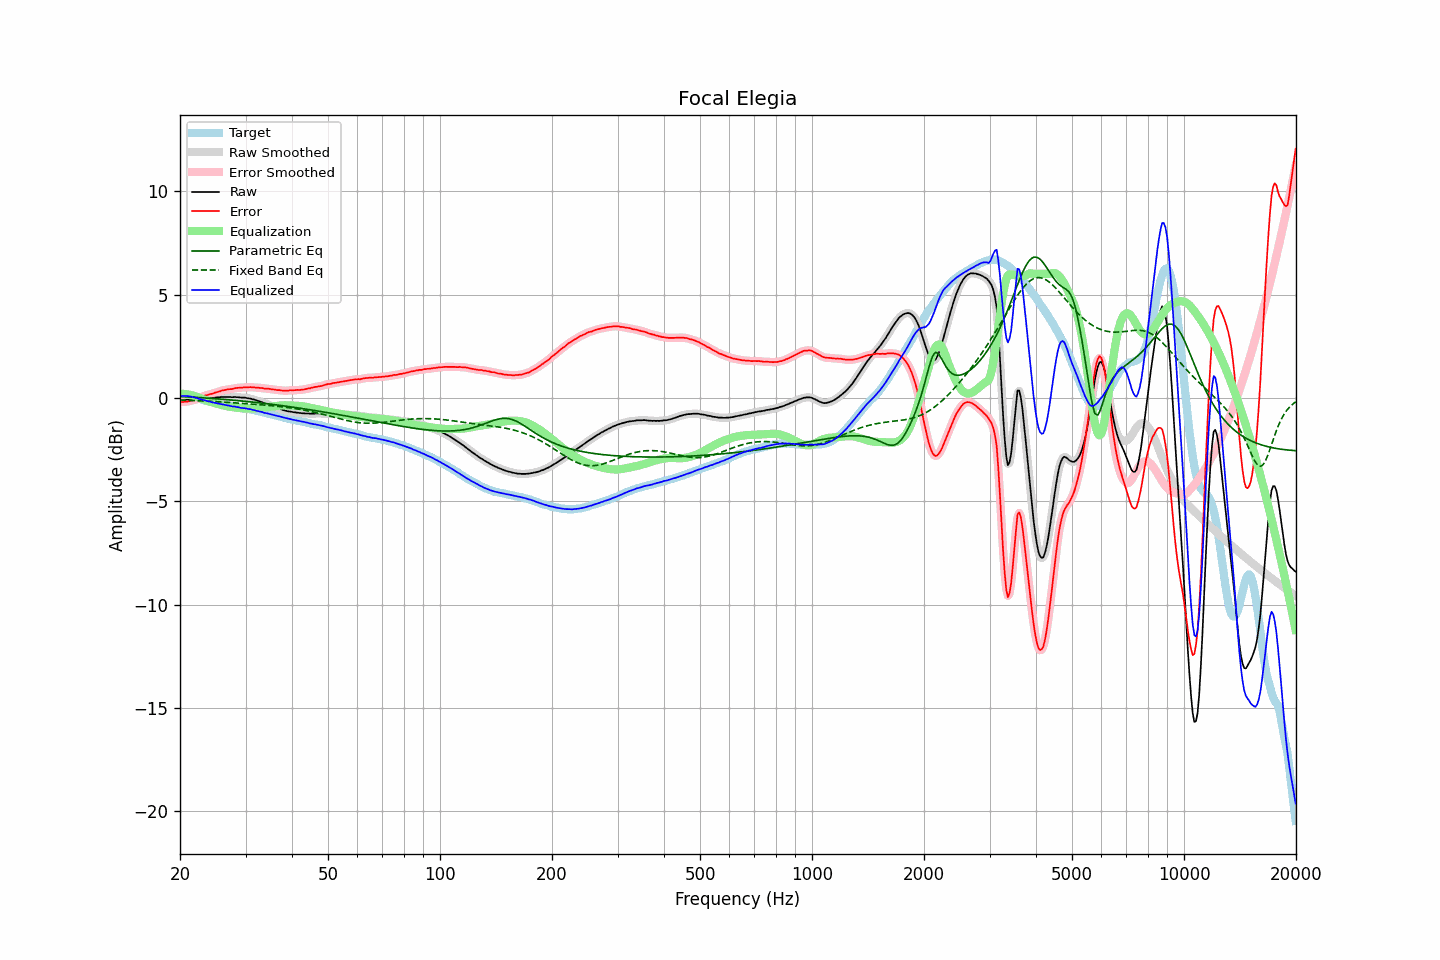 Focal Elegia
Target
Raw Smoothed
Error Smoothed
Raw
Error
Equalization
Parametric Eq
Fixed Band Eq
Equalized
10
5
0
−5
−10
−15
−20
Amplitude (dBr)
20
50
100
200
500
1000
2000
5000
10000
20000
Frequency (Hz)